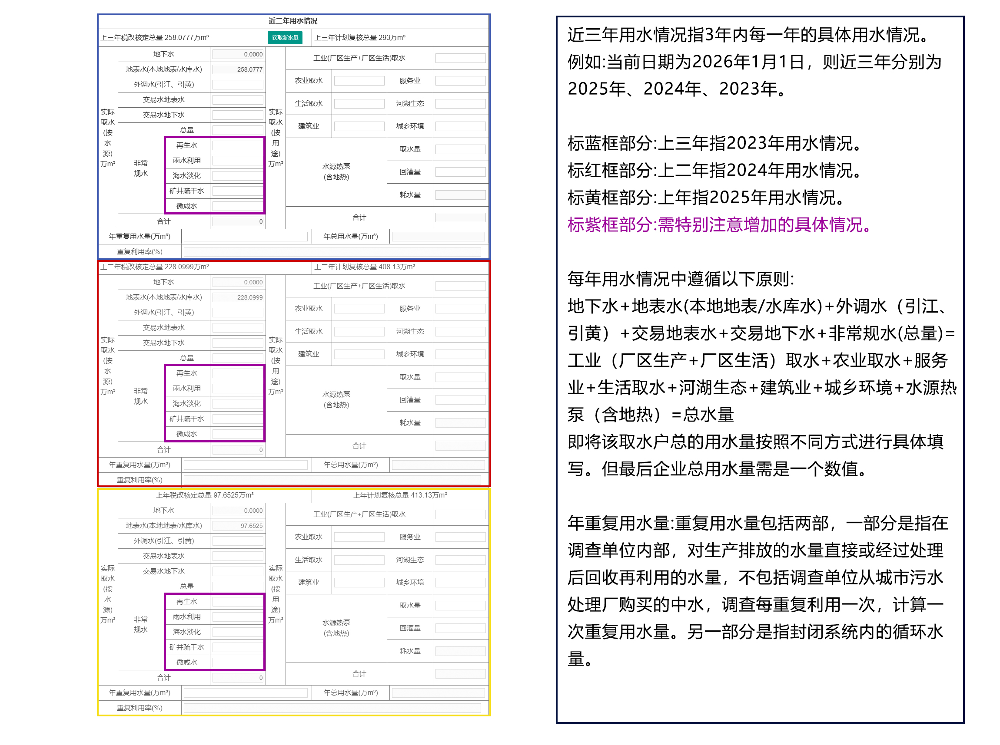 近三年用水情况
上三年税改核定总量 258.0777万m³
获取新水量
上三年计划复核总量 293万m³
实际
取水
(按
水
源)
万m³
地下水
0.0000
地表水(本地地表/水库水)
258.0777
外调水(引江、引黄)
交易水地表水
交易水地下水
非常
规水
总量
再生水
雨水利用
海水淡化
矿井疏干水
微咸水
合计
0
实际
取水
(按
用
途)
万m³
工业(厂区生产+厂区生活)取水
农业取水
服务业
生活取水
河湖生态
建筑业
城乡环境
水源热泵
(含地热)
取水量
回灌量
耗水量
合计
年重复用水量(万m³)
年总用水量(万m³)
重复利用率(%)
上二年税改核定总量 228.0999万m³
上二年计划复核总量 408.13万m³
实际
取水
(按
水
源)
万m³
地下水
0.0000
地表水(本地地表/水库水)
228.0999
外调水(引江、引黄)
交易水地表水
交易水地下水
非常
规水
总量
再生水
雨水利用
海水淡化
矿井疏干水
微咸水
合计
0
实际
取水
(按
用
途)
万m³
工业(厂区生产+厂区生活)取水
农业取水
服务业
生活取水
河湖生态
建筑业
城乡环境
水源热泵
(含地热)
取水量
回灌量
耗水量
合计
年重复用水量(万m³)
年总用水量(万m³)
重复利用率(%)
上年税改核定总量 97.6525万m³
上年计划复核总量 413.13万m³
实际
取水
(按
水
源)
万m³
地下水
0.0000
地表水(本地地表/水库水)
97.6525
外调水(引江、引黄)
交易水地表水
交易水地下水
非常
规水
总量
再生水
雨水利用
海水淡化
矿井疏干水
微咸水
合计
0
实际
取水
(按
用
途)
万m³
工业(厂区生产+厂区生活)取水
农业取水
服务业
生活取水
河湖生态
建筑业
城乡环境
水源热泵
(含地热)
取水量
回灌量
耗水量
合计
年重复用水量(万m³)
年总用水量(万m³)
重复利用率(%)
近三年用水情况指3年内每一年的具体用水情况。
例如:当前日期为2026年1月1日，则近三年分别为
2025年、2024年、2023年。
标蓝框部分:上三年指2023年用水情况。
标红框部分:上二年指2024年用水情况。
标黄框部分:上年指2025年用水情况。
标紫框部分:需特别注意增加的具体情况。
每年用水情况中遵循以下原则:
地下水+地表水(本地地表/水库水)+外调水（引江、
引黄）+交易地表水+交易地下水+非常规水(总量)=
工业（厂区生产+厂区生活）取水+农业取水+服务
业+生活取水+河湖生态+建筑业+城乡环境+水源热
泵（含地热）=总水量
即将该取水户总的用水量按照不同方式进行具体填
写。但最后企业总用水量需是一个数值。
年重复用水量:重复用水量包括两部，一部分是指在
调查单位内部，对生产排放的水量直接或经过处理
后回收再利用的水量，不包括调查单位从城市污水
处理厂购买的中水，调查每重复利用一次，计算一
次重复用水量。另一部分是指封闭系统内的循环水
量。